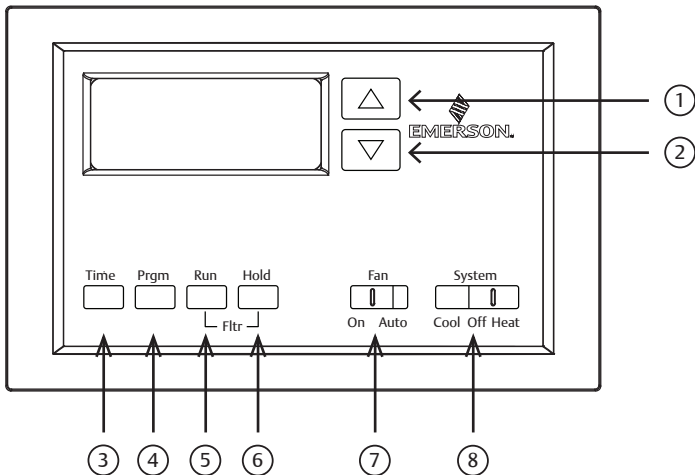 1
EMERSON™
2
Time Prgm Run Hold Fan System
Fltr On Auto Cool Off Heat
3 4 5 6 7 8